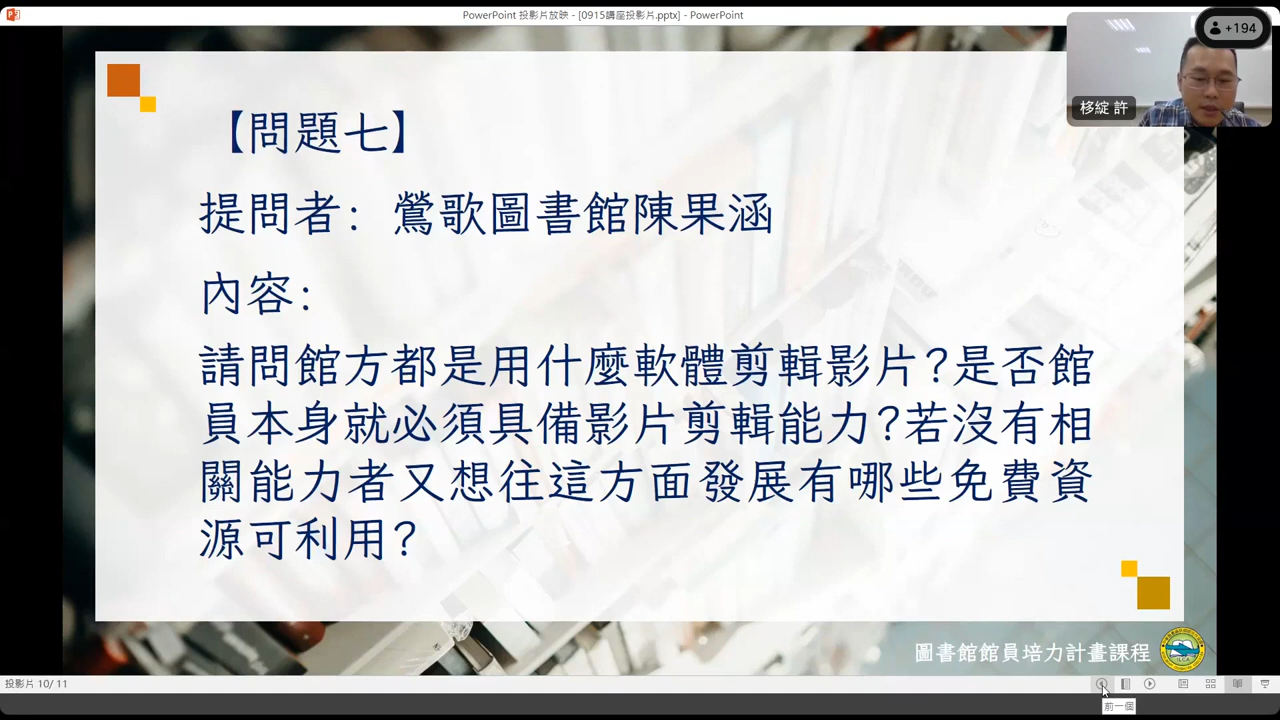 PowerPoint 投影片放映 - [0915講座投影片.pptx] - PowerPoint
+194
移綻 許
【問題七】
提問者: 鶯歌圖書館陳果涵
內容:
請問館方都是用什麼軟體剪輯影片?是否館
員本身就必須具備影片剪輯能力?若沒有相
關能力者又想往這方面發展有哪些免費資
源可利用?
圖書館館員培力計畫課程
投影片 10/ 11
前一個